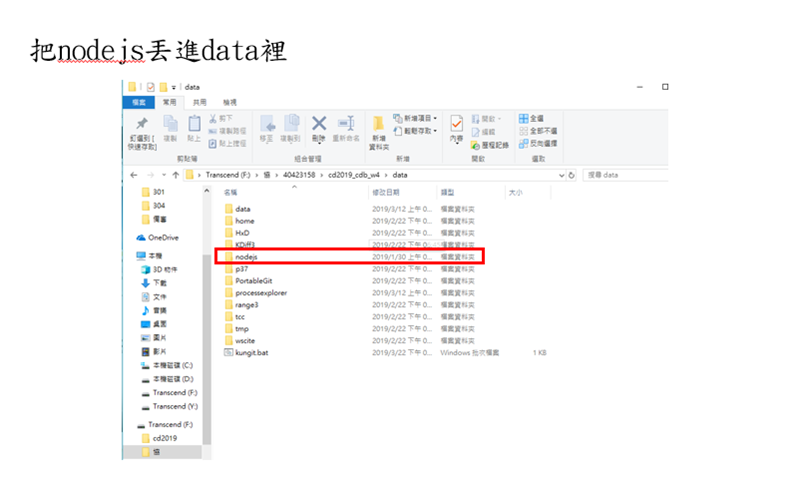 把nodejs丟進data裡
data
檔案 常用 共用 檢視
釘選到 [快速存取] 複製 貼上 剪下 複製路徑 貼上捷徑
移至 複製到 刪除 重新命名
新增資料夾 新增項目 輕鬆存取
內容 開啟 編輯 歷程記錄
全選 全部不選 反向選擇
剪貼簿 組合管理 新增 開啟 選取
Transcend (F:) > 協 > 40423158 > cd2019_cdb_w4 > data
搜尋 data
301
304
備審
OneDrive
本機
3D 物件
下載
文件
音樂
桌面
圖片
影片
本機磁碟 (C:)
本機磁碟 (D:)
Transcend (F:)
Transcend (Y:)
Transcend (F:)
cd2019
協
名稱 修改日期 類型 大小
data 2019/3/12 上午 0... 檔案資料夾
home 2019/2/22 下午 0... 檔案資料夾
HxD 2019/2/22 下午 0... 檔案資料夾
KDiff3 2019/2/22 下午 0... 檔案資料夾
nodejs 2019/1/30 上午 0... 檔案資料夾
p37 2019/2/22 下午 0... 檔案資料夾
PortableGit 2019/2/22 下午 0... 檔案資料夾
processexplorer 2019/3/12 上午 0... 檔案資料夾
range3 2019/2/22 下午 0... 檔案資料夾
tcc 2019/2/22 下午 0... 檔案資料夾
tmp 2019/2/22 下午 0... 檔案資料夾
wscite 2019/2/22 下午 0... 檔案資料夾
kungit.bat 2019/3/22 下午 0... Windows 批次檔案 1 KB